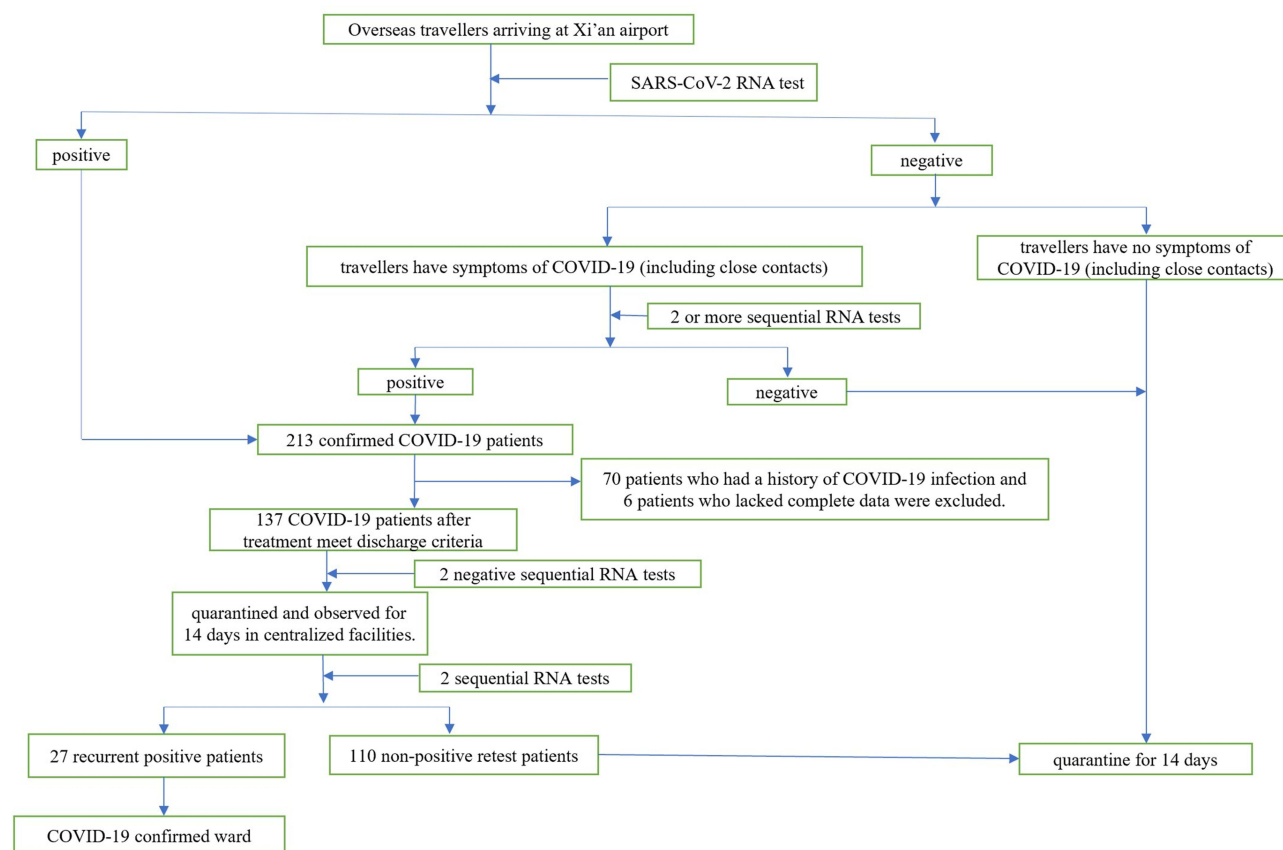 Overseas travellers arriving at Xi’an airport
SARS-CoV-2 RNA test
positive
negative
travellers have symptoms of COVID-19 (including close contacts)
travellers have no symptoms of
COVID-19 (including close contacts)
2 or more sequential RNA tests
positive
negative
213 confirmed COVID-19 patients
70 patients who had a history of COVID-19 infection and
6 patients who lacked complete data were excluded.
137 COVID-19 patients after
treatment meet discharge criteria
2 negative sequential RNA tests
quarantined and observed for
14 days in centralized facilities.
2 sequential RNA tests
27 recurrent positive patients
110 non-positive retest patients
quarantine for 14 days
COVID-19 confirmed ward